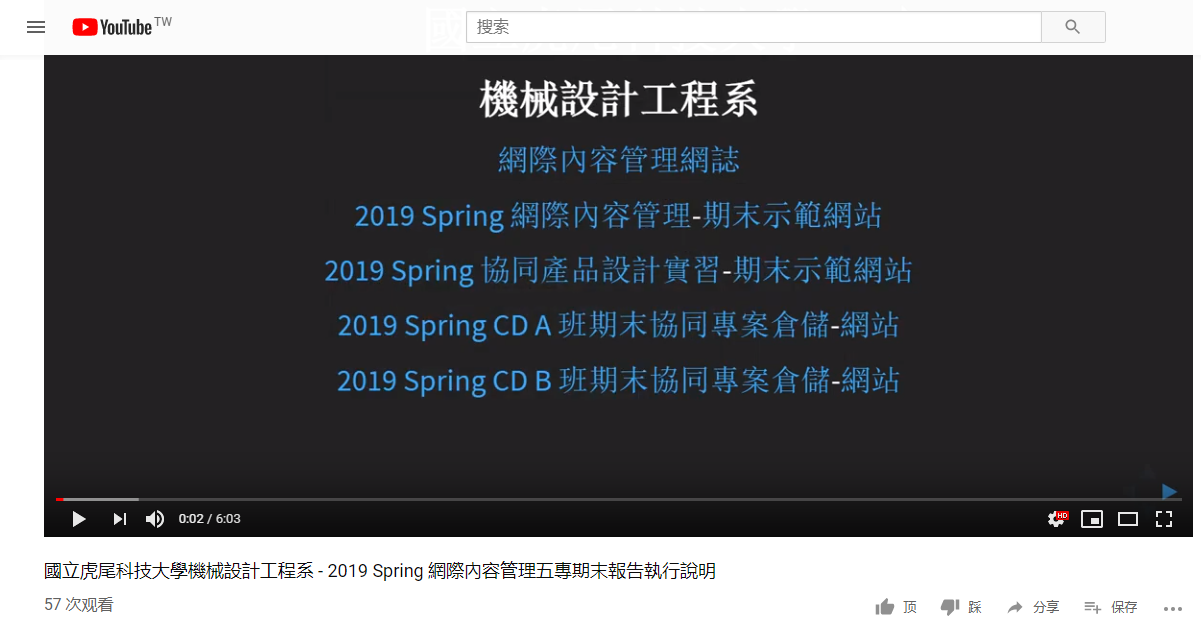 YouTube TW
搜索
機械設計工程系
網際內容管理網誌
2019 Spring 網際內容管理-期末示範網站
2019 Spring 協同產品設計實習-期末示範網站
2019 Spring CD A 班期末協同專案倉儲-網站
2019 Spring CD B 班期末協同專案倉儲-網站
0:02 / 6:03
HD
國立虎尾科技大學機械設計工程系 - 2019 Spring 網際內容管理五專期末報告執行說明
57 次观看
顶 踩 分享 保存